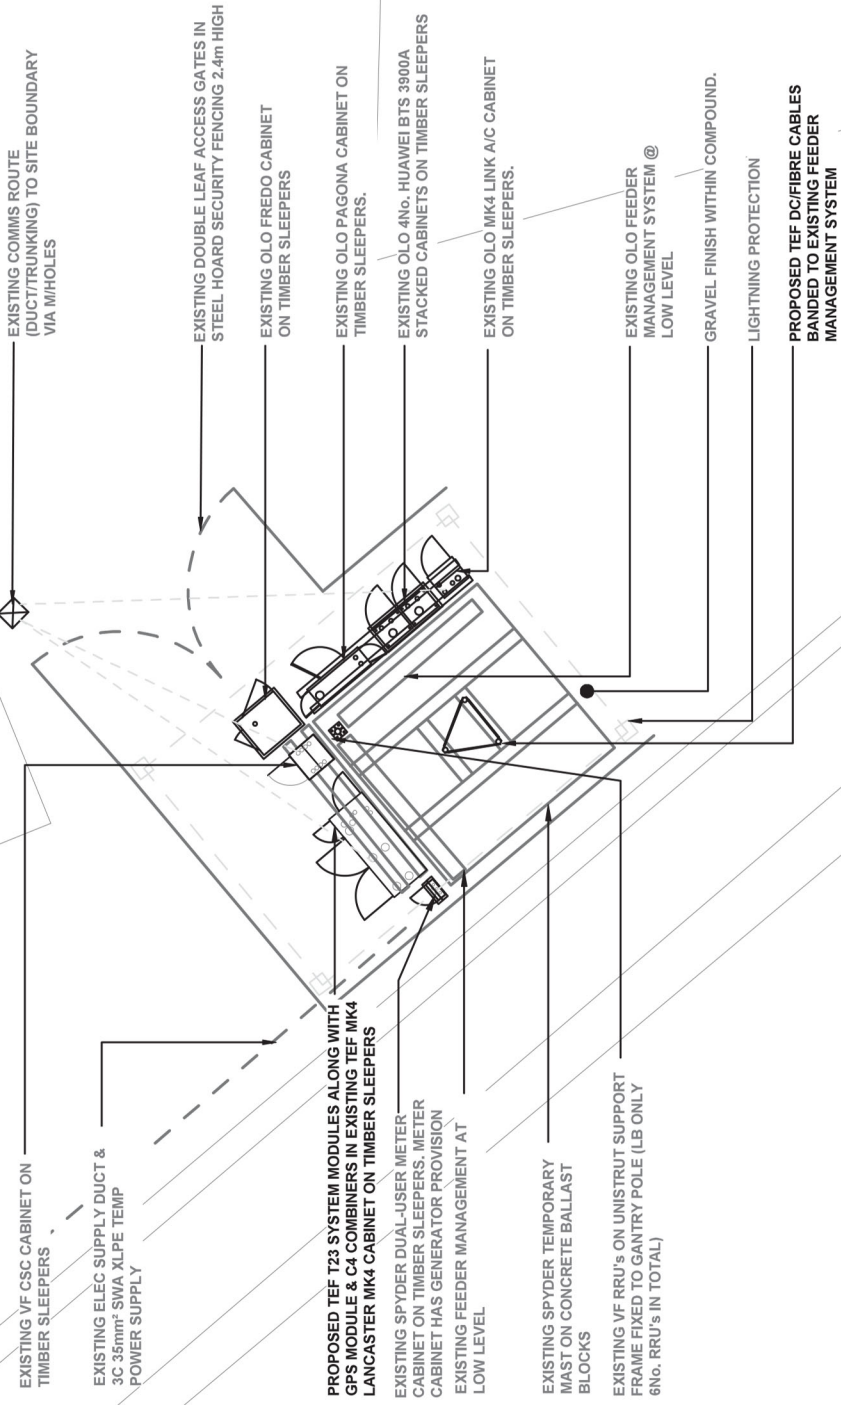 EXISTING COMMS ROUTE
(DUCT/TRUNKING) TO SITE BOUNDARY
VIA M/HOLES
EXISTING DOUBLE LEAF ACCESS GATES IN
STEEL HOARD SECURITY FENCING 2.4m HIGH
EXISTING OLO FREDO CABINET
ON TIMBER SLEEPERS
EXISTING OLO PAGONA CABINET ON
TIMBER SLEEPERS.
EXISTING OLO 4No. HUAWEI BTS 3900A
STACKED CABINETS ON TIMBER SLEEPERS
EXISTING OLO MK4 LINK A/C CABINET
ON TIMBER SLEEPERS.
EXISTING OLO FEEDER
MANAGEMENT SYSTEM @
LOW LEVEL
GRAVEL FINISH WITHIN COMPOUND.
LIGHTNING PROTECTION
PROPOSED TEF DC/FIBRE CABLES
BANDED TO EXISTING FEEDER
MANAGEMENT SYSTEM
EXISTING VF CSC CABINET ON
TIMBER SLEEPERS
EXISTING ELEC SUPPLY DUCT &
3C 35mm² SWA XLPE TEMP
POWER SUPPLY
PROPOSED TEF T23 SYSTEM MODULES ALONG WITH
GPS MODULE & C4 COMBINERS IN EXISTING TEF MK4
LANCASTER MK4 CABINET ON TIMBER SLEEPERS
EXISTING SPYDER DUAL-USER METER
CABINET ON TIMBER SLEEPERS. METER
CABINET HAS GENERATOR PROVISION
EXISTING FEEDER MANAGEMENT AT
LOW LEVEL
EXISTING SPYDER TEMPORARY
MAST ON CONCRETE BALLAST
BLOCKS
EXISTING VF RRU's ON UNISTRUT SUPPORT
FRAME FIXED TO GANTRY POLE (LB ONLY
6No. RRU's IN TOTAL)